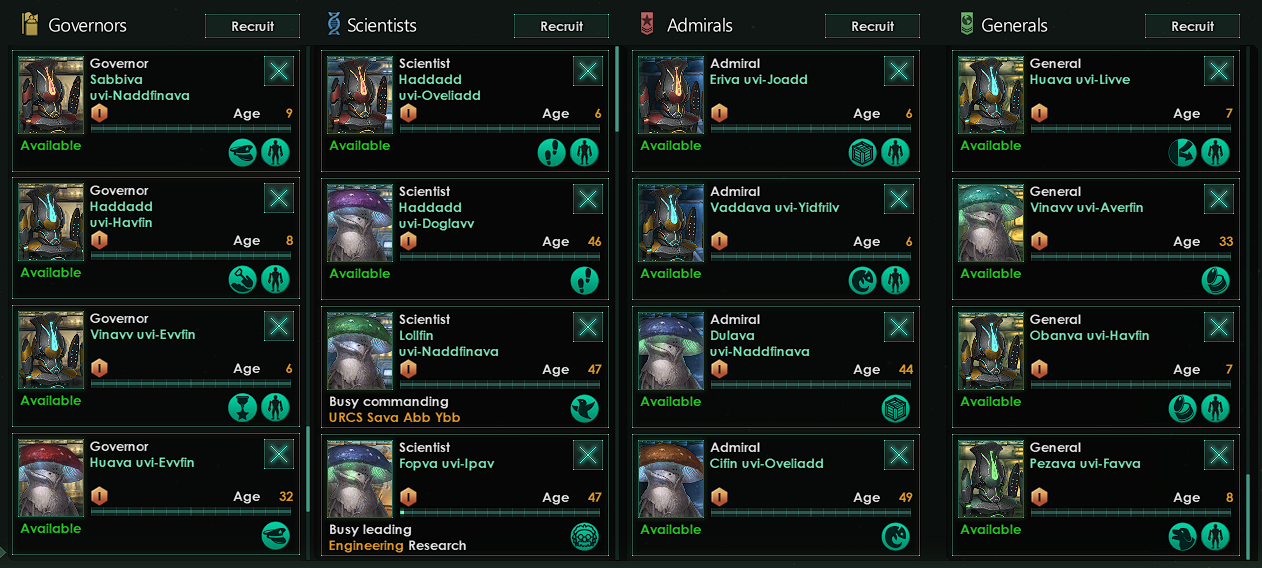 Governors
Recruit
Governor
Sabbiva
uvi-Naddfinava
I
Age 9
Available
Governor
Haddadd
uvi-Havfin
I
Age 8
Available
Governor
Vinavv uvi-Evvfin
I
Age 6
Available
Governor
Huava uvi-Evvfin
I
Age 32
Available
Scientists
Recruit
Scientist
Haddadd
uvi-Oveliadd
I
Age 6
Available
Scientist
Haddadd
uvi-Doglavv
I
Age 46
Available
Scientist
Lollfin
uvi-Naddfinava
I
Age 47
Busy commanding
URCS Sava Abb Ybb
Scientist
Fopva uvi-Ipav
I
Age 47
Busy leading
Engineering Research
Admirals
Recruit
Admiral
Eriva uvi-Joadd
I
Age 6
Available
Admiral
Vaddava uvi-Yidfrilv
I
Age 6
Available
Admiral
Dulava
uvi-Naddfinava
I
Age 44
Available
Admiral
Cifin uvi-Oveliadd
I
Age 49
Available
Generals
Recruit
General
Huava uvi-Livve
I
Age 7
Available
General
Vinavv uvi-Averfin
I
Age 33
Available
General
Obanva uvi-Havfin
I
Age 7
Available
General
Pezava uvi-Favva
I
Age 8
Available